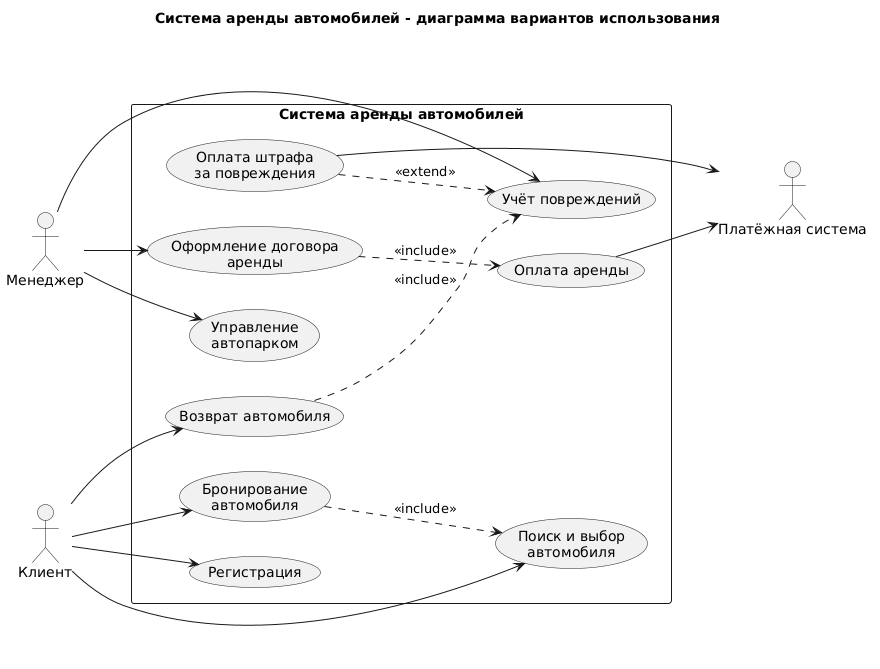 Система аренды автомобилей - диаграмма вариантов использования
Система аренды автомобилей
Оплата штрафа
за повреждения
«extend»
Учёт повреждений
Платёжная система
Менеджер
Оформление договора
аренды
«include»
Оплата аренды
«include»
Управление
автопарком
Возврат автомобиля
Бронирование
автомобиля
«include»
Поиск и выбор
автомобиля
Клиент
Регистрация